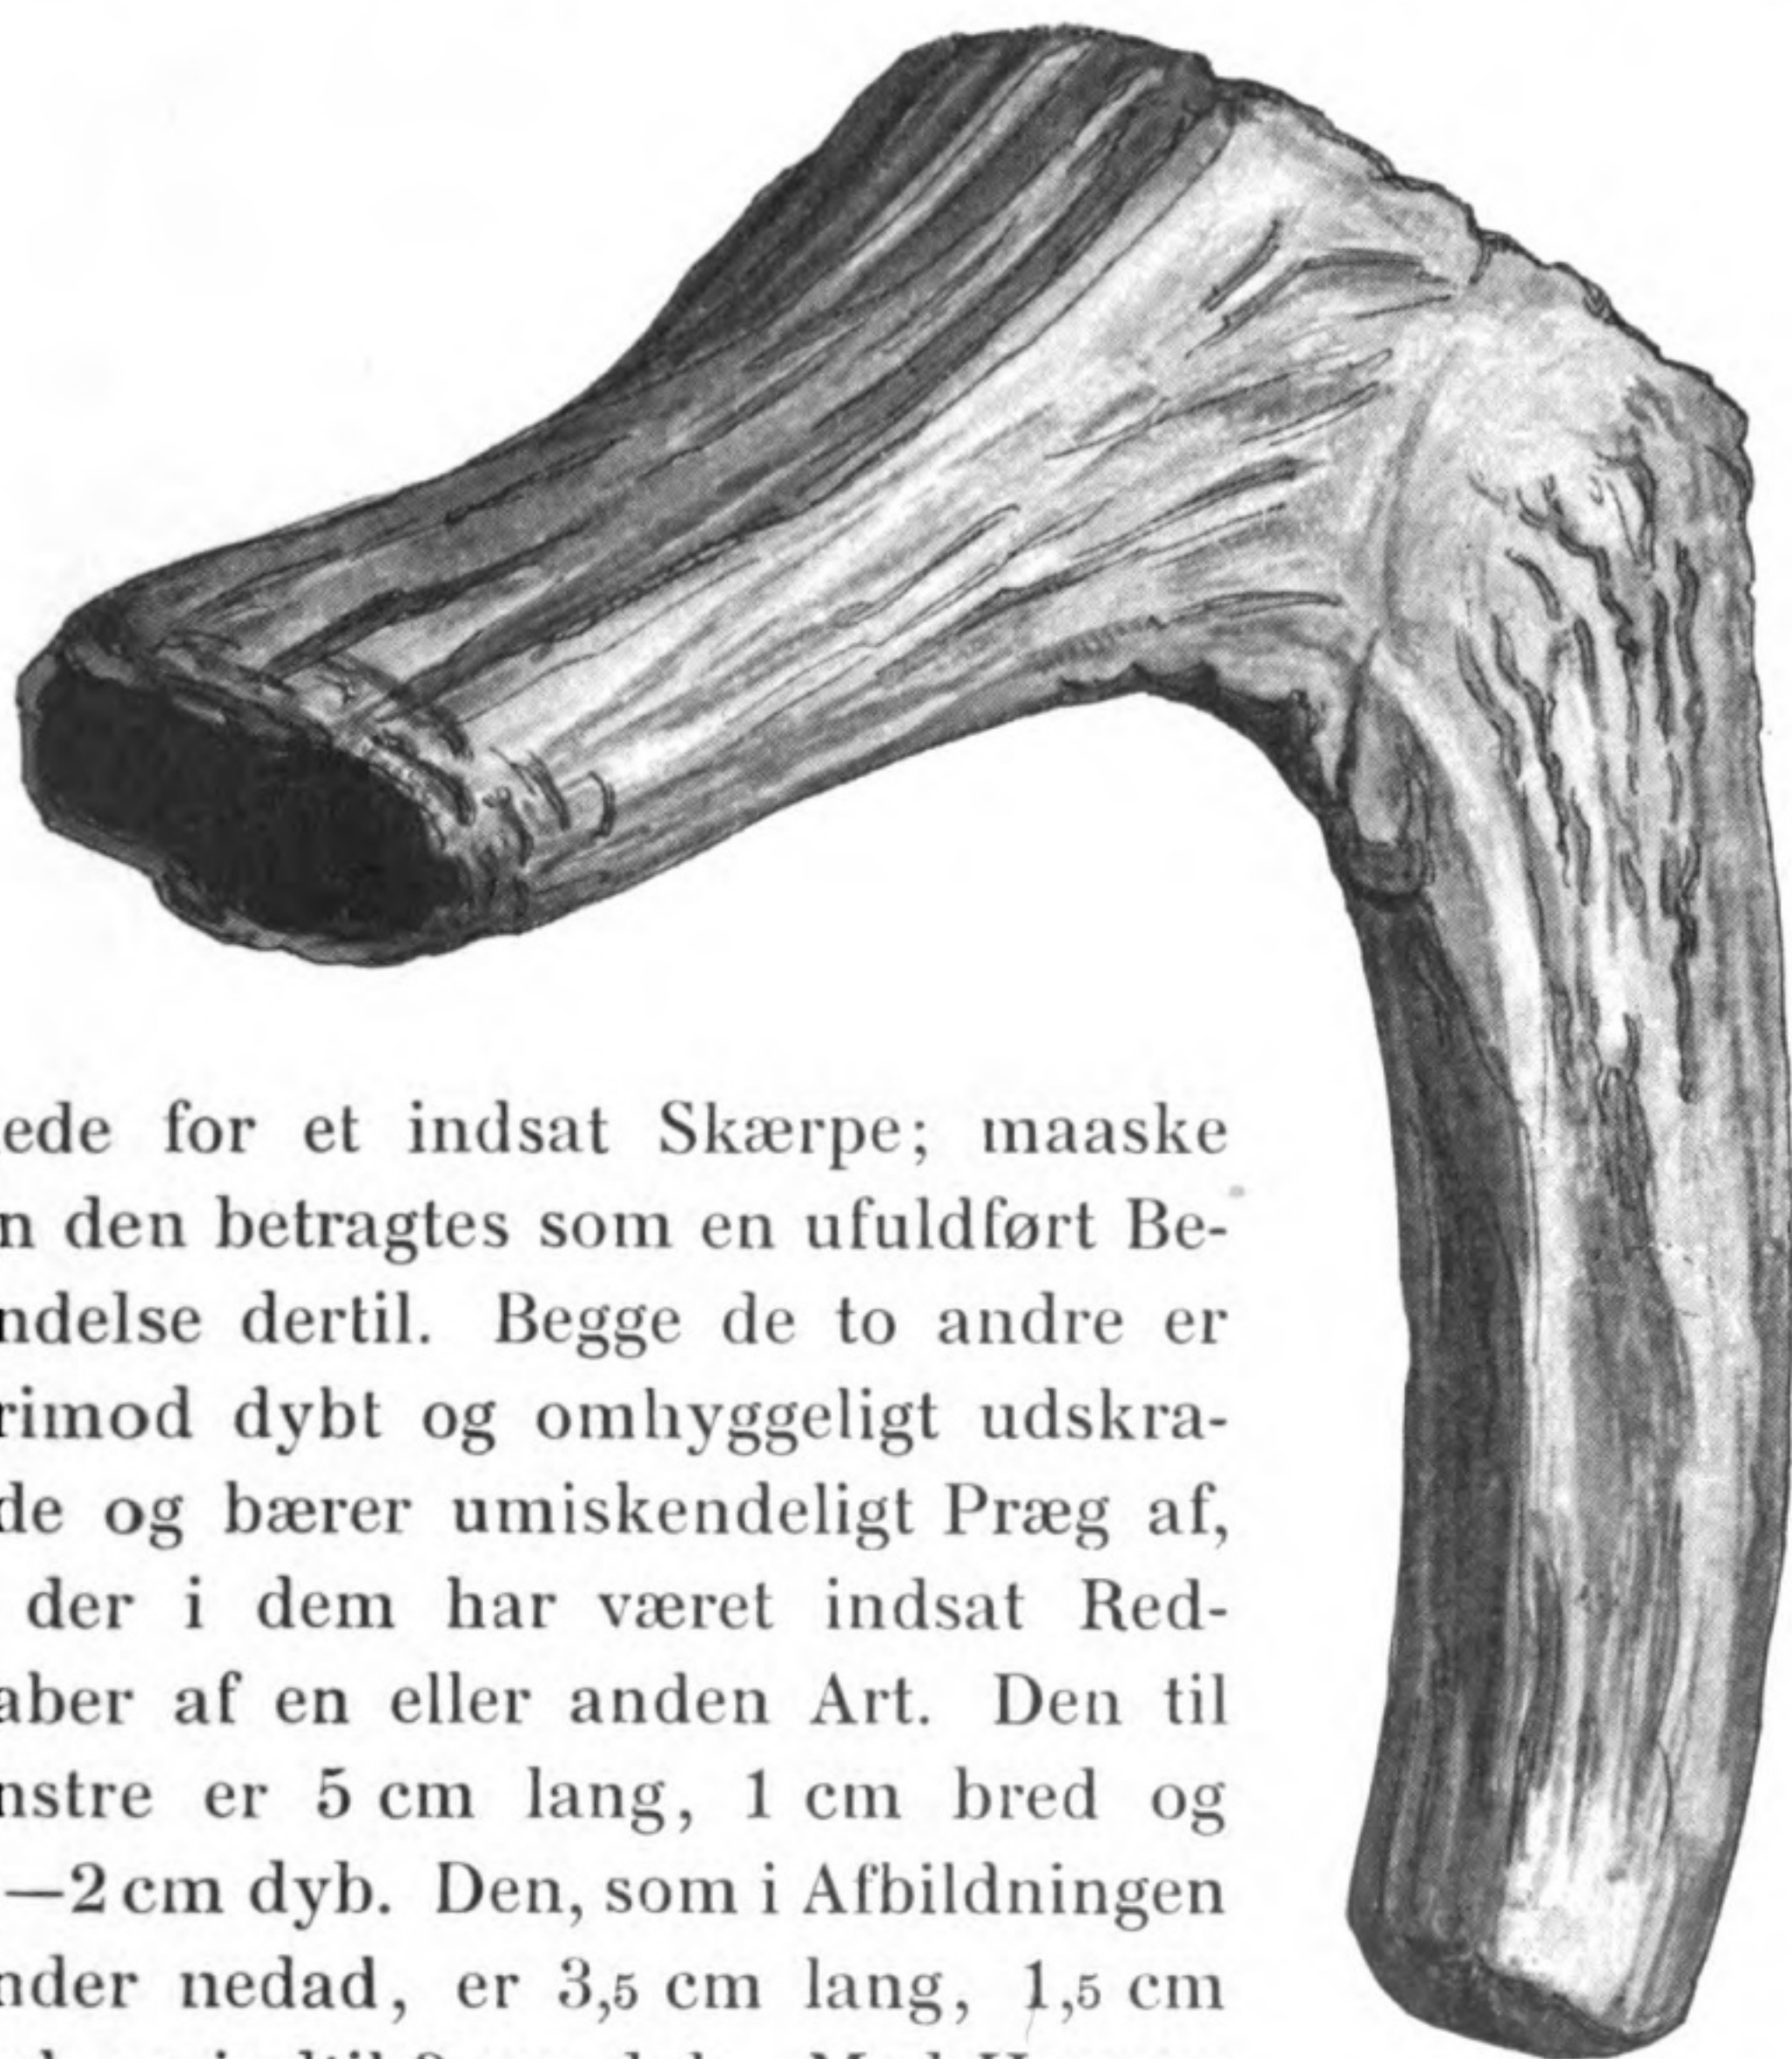 ede for et indsat Skærpe; maaske
n den betragtes som en ufuldført Be-
ndelse dertil. Begge de to andre er
rimod dybt og omhyggeligt udskra-
de og bærer umiskendeligt Præg af,
der i dem har været indsat Red-
aber af en eller anden Art. Den til
nstre er 5 cm lang, 1 cm bred og
—2 cm dyb. Den, som i Afbildningen
nder nedad, er 3,5 cm lang, 1,5 cm